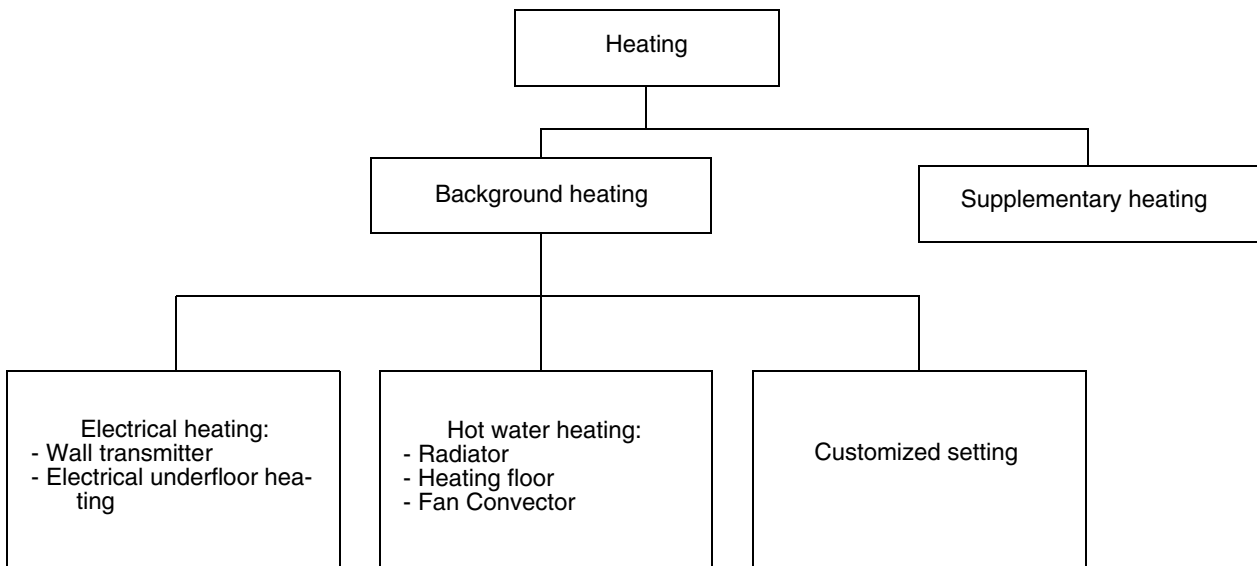 Heating
Background heating
Supplementary heating
Electrical heating:
- Wall transmitter
- Electrical underfloor hea-
ting
Hot water heating:
- Radiator
- Heating floor
- Fan Convector
Customized setting